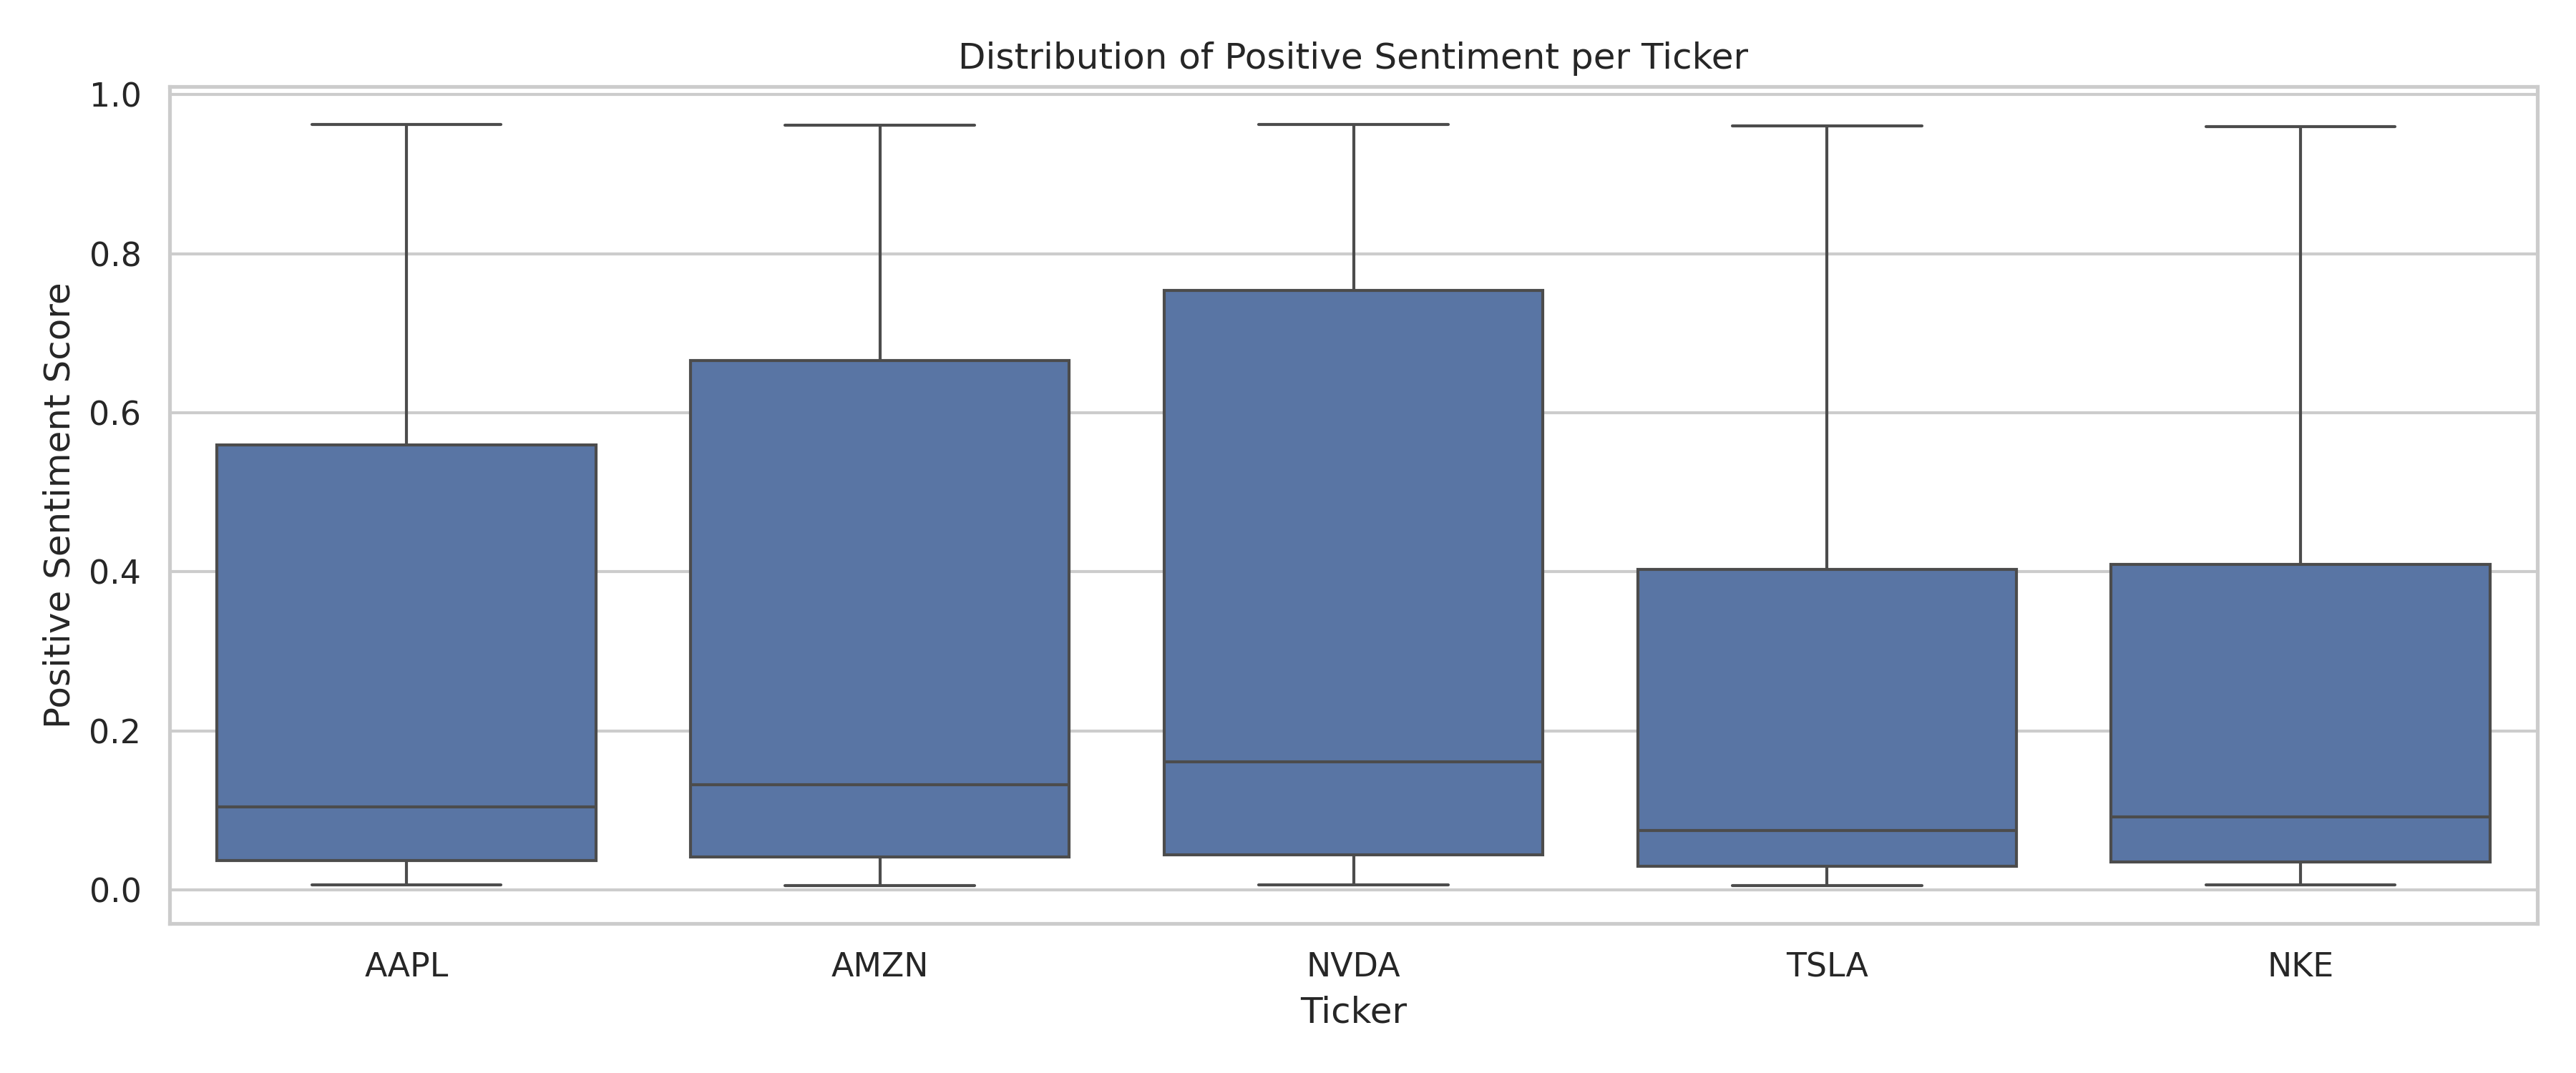 Distribution of Positive Sentiment per Ticker
Positive Sentiment Score
1.0
0.8
0.6
0.4
0.2
0.0
AAPL AMZN NVDA TSLA NKE
Ticker